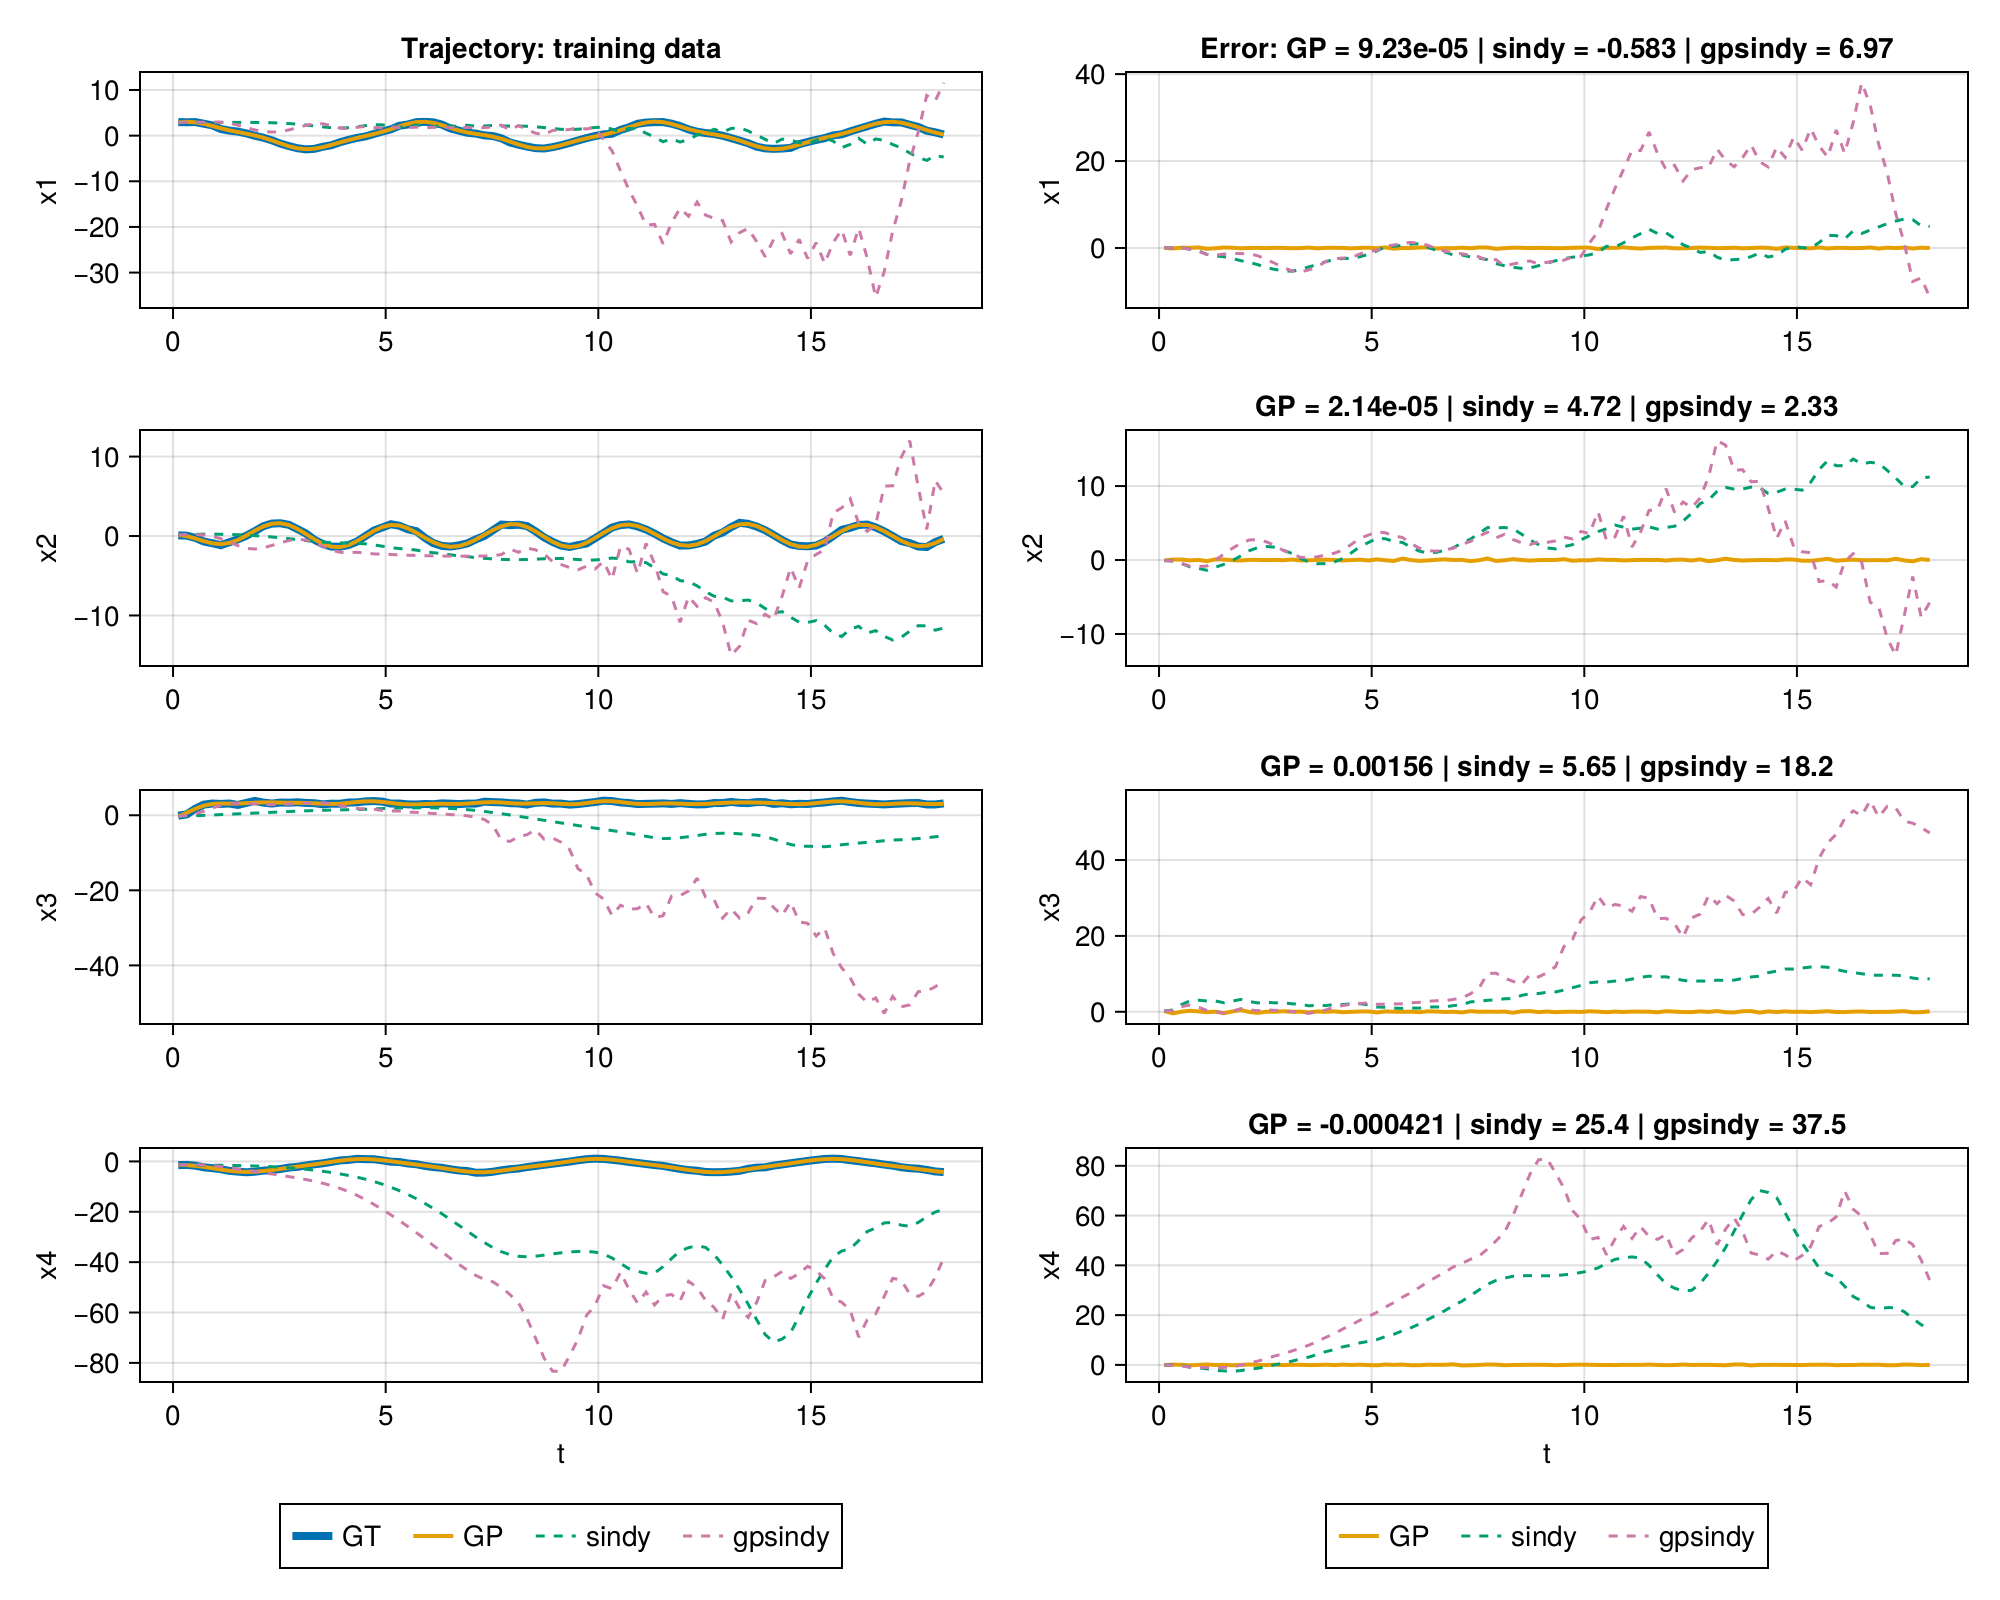 Trajectory: training data
10
0
−10
−20
−30
x1
0 5 10 15
Error: GP = 9.23e-05 | sindy = -0.583 | gpsindy = 6.97
40
20
0
x1
0 5 10 15
10
0
−10
x2
0 5 10 15
GP = 2.14e-05 | sindy = 4.72 | gpsindy = 2.33
10
0
−10
x2
0 5 10 15
0
−20
−40
x3
0 5 10 15
GP = 0.00156 | sindy = 5.65 | gpsindy = 18.2
40
20
0
x3
0 5 10 15
0
−20
−40
−60
−80
x4
0 5 10 15
t
GP = -0.000421 | sindy = 25.4 | gpsindy = 37.5
80
60
40
20
0
x4
0 5 10 15
t
GT GP sindy gpsindy
GP sindy gpsindy